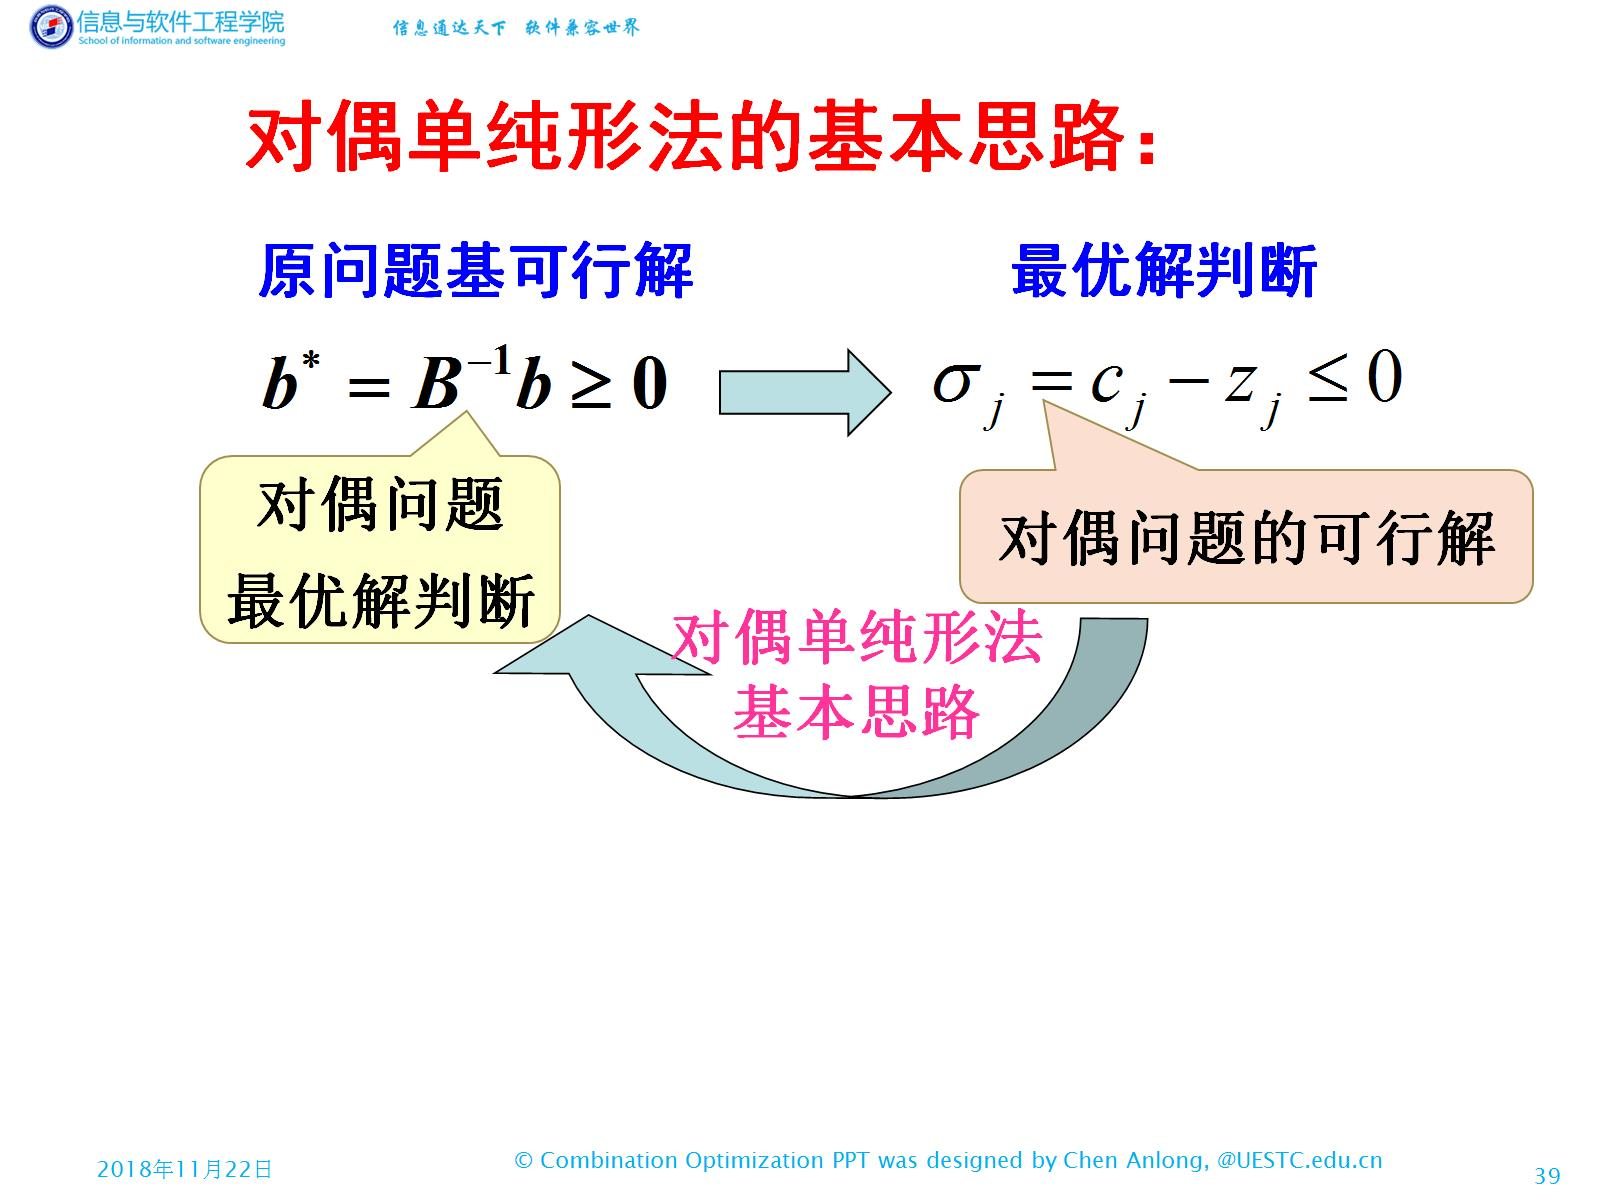 信息与软件工程学院
School of information and software engineering
信息通达天下 软件兼容世界
对偶单纯形法的基本思路：
原问题基可行解
最优解判断
b* = B⁻¹b ≥ 0
σ_j = c_j − z_j ≤ 0
对偶问题
最优解判断
对偶问题的可行解
对偶单纯形法
基本思路
2018年11月22日
© Combination Optimization PPT was designed by Chen Anlong, @UESTC.edu.cn
39